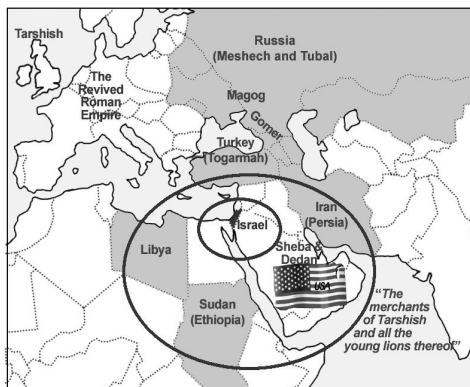 Tarshish
Russia
(Meshech and Tubal)
The
Revived
Roman
Empire
Magog
Gomer
Turkey
(Togarmah)
Israel
Iran
(Persia)
Libya
Sheba &
Dedan
USA
Sudan
(Ethiopia)
"The
merchants
of Tarshish
and all the
young lions thereof"